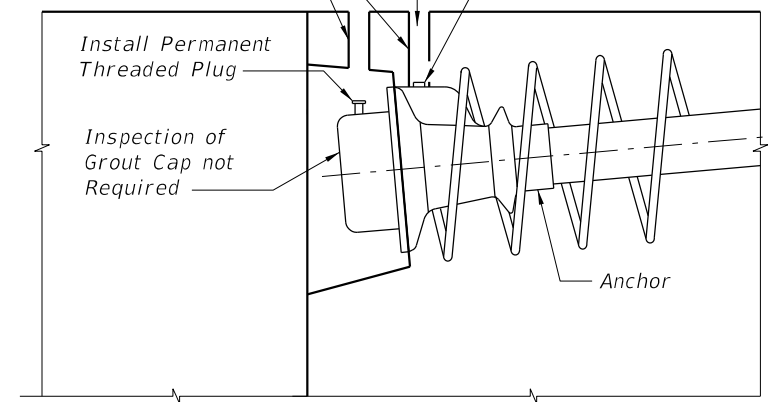 Install Permanent
Threaded Plug
Inspection of
Grout Cap not
Required
Anchor